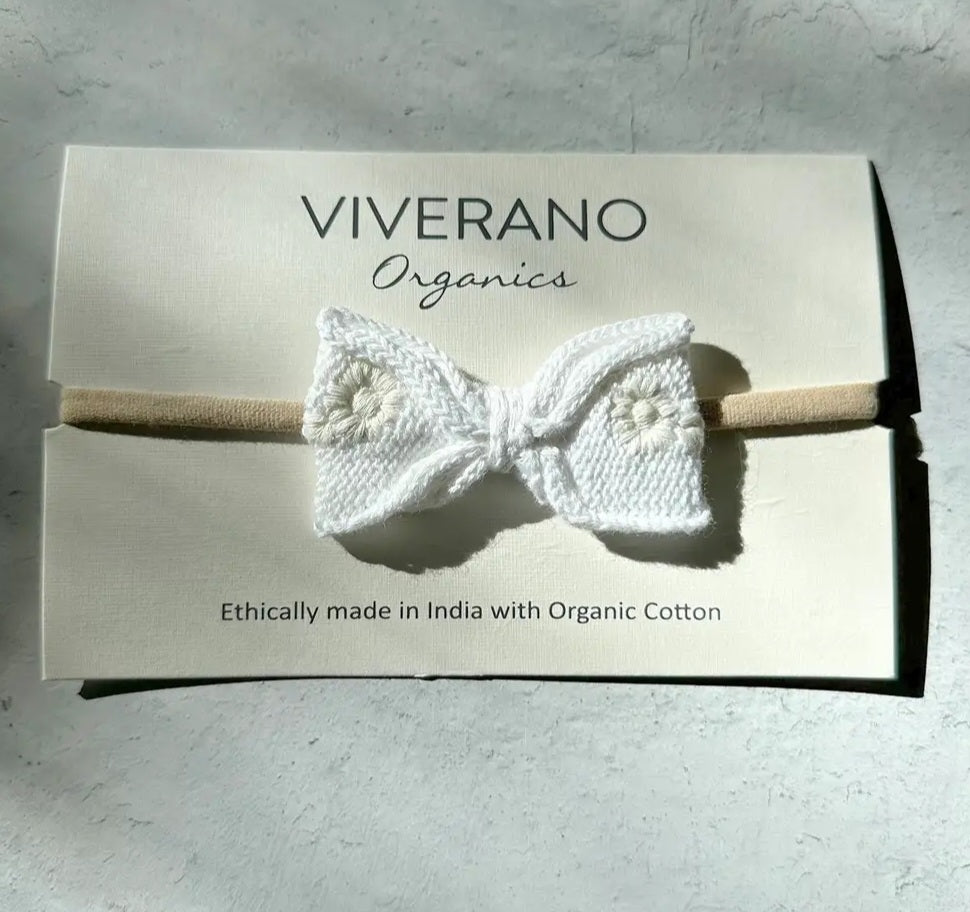 VIVERANO
Organics
Ethically made in India with Organic Cotton